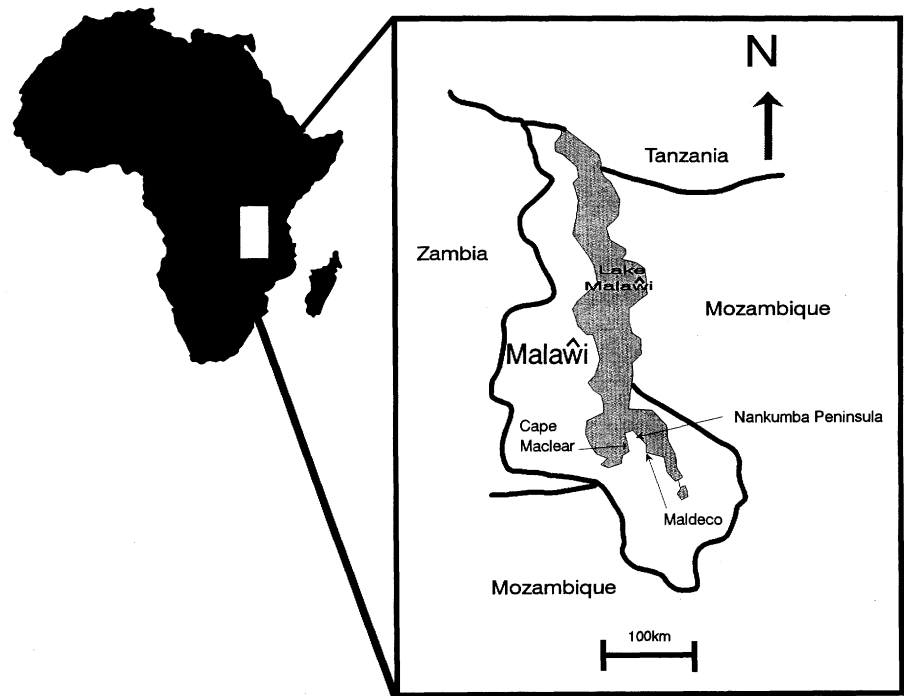 N
Tanzania
Zambia
Lake
Malaŵi
Mozambique
Malaŵi
Nankumba Peninsula
Cape
Maclear
Maldeco
Mozambique
100km